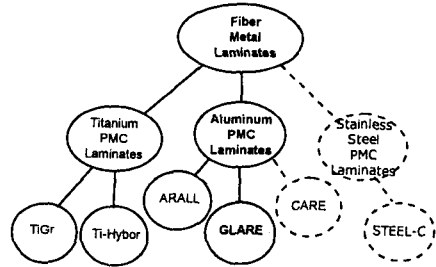 Fiber
Metal
Laminates
Titanium
PMC
Laminates
Aluminum
PMC
Laminates
Stainless
Steel
PMC
Laminates
TiGr
Ti-Hybor
ARALL
GLARE
CARE
STEEL-C